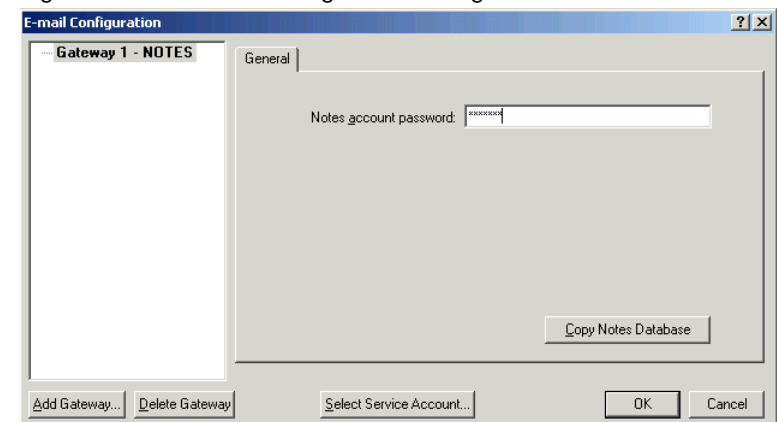 E-mail Configuration
Gateway 1 - NOTES
General
Notes account password: xxxxxxx
Copy Notes Database
Add Gateway... Delete Gateway Select Service Account... OK Cancel